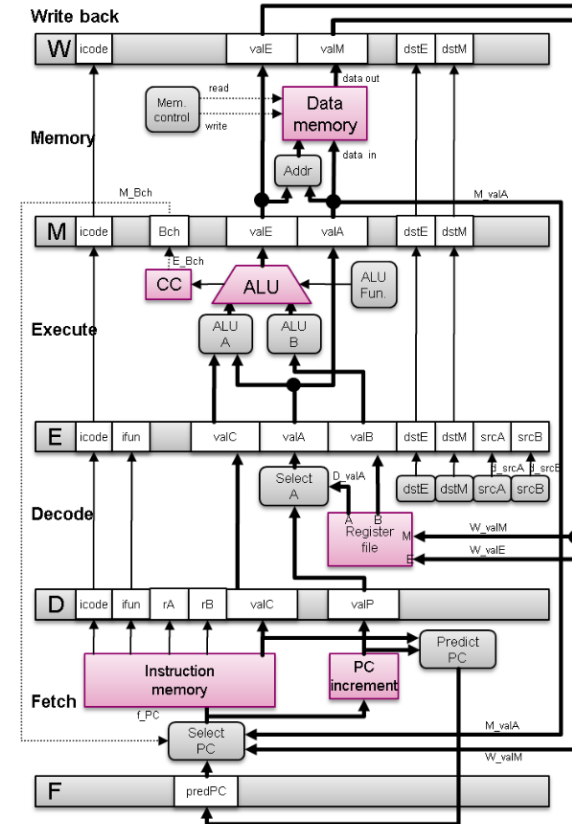 Write back
W icode valE valM dstE dstM
data out
read
Mem. control
Data memory
write
Memory
data in
Addr
M_Bch
M_valA
M icode Bch valE valA dstE dstM
E_Bch
CC
ALU
ALU Fun.
Execute
ALU A
ALU B
E icode ifun valC valA valB dstE dstM srcA srcB
d_srcA d_srcB
Select A
D_valA
dstE dstM srcA srcB
Decode
A B
Register file
M
W_valM
E
W_valE
D icode ifun rA rB valC valP
Predict PC
Instruction memory
PC increment
Fetch
f_PC
Select PC
M_valA
W_valM
F predPC